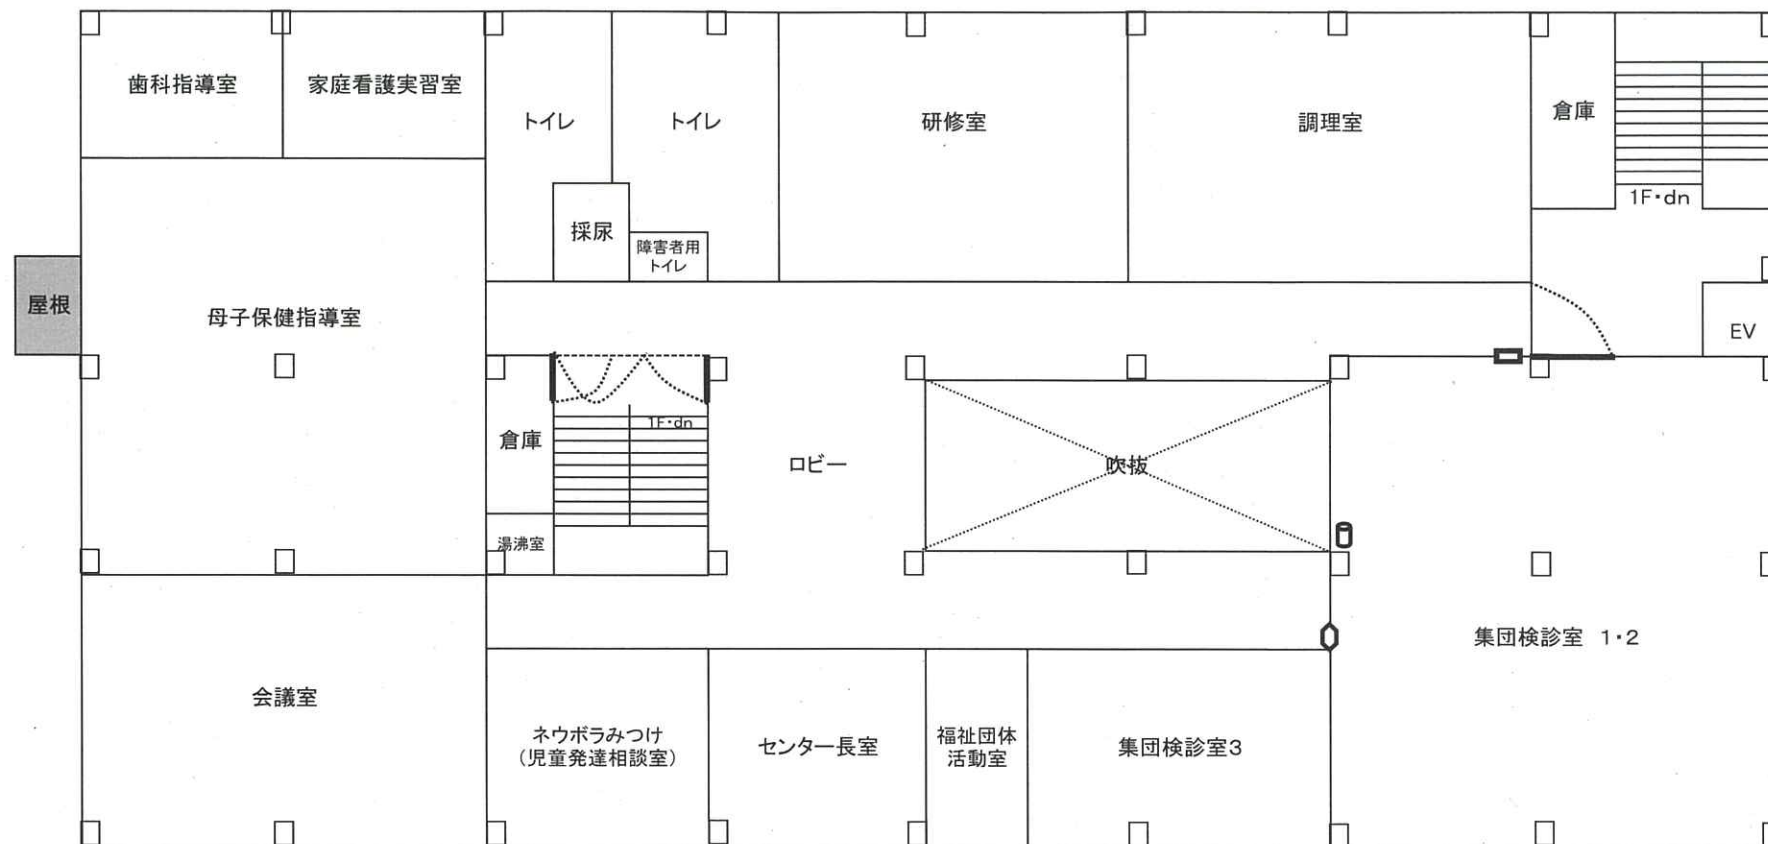 歯科指導室
家庭看護実習室
トイレ
トイレ
研修室
調理室
倉庫
1F・dn
採尿
障害者用
トイレ
屋根
母子保健指導室
EV
倉庫
1F・dn
ロビー
吹抜
湯沸室
集団検診室 1・2
会議室
ネウボラみつけ
(児童発達相談室)
センター長室
福祉団体
活動室
集団検診室3